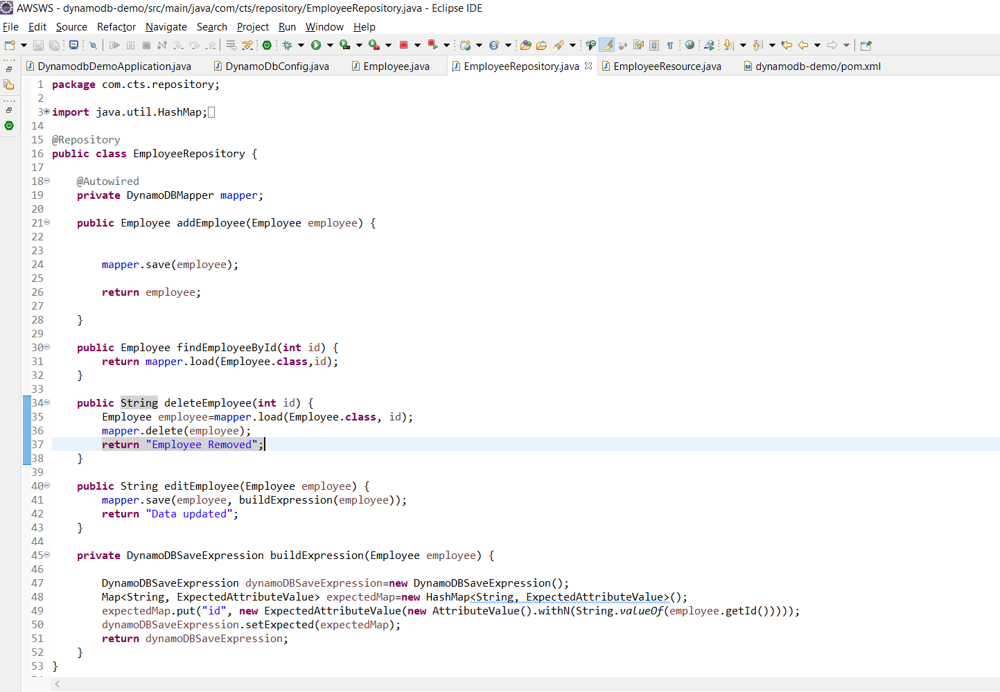 AWSWS - dynamodb-demo/src/main/java/com/cts/repository/EmployeeRepository.java - Eclipse IDE
File Edit Source Refactor Navigate Search Project Run Window Help
DynamodbDemoApplication.java DynamoDbConfig.java Employee.java EmployeeRepository.java EmployeeResource.java dynamodb-demo/pom.xml
1 package com.cts.repository;
2
3 import java.util.HashMap;
14
15 @Repository
16 public class EmployeeRepository {
17
18 @Autowired
19 private DynamoDBMapper mapper;
20
21 public Employee addEmployee(Employee employee) {
22
23
24 mapper.save(employee);
25
26 return employee;
27
28 }
29
30 public Employee findEmployeeById(int id) {
31 return mapper.load(Employee.class,id);
32 }
33
34 public String deleteEmployee(int id) {
35 Employee employee=mapper.load(Employee.class, id);
36 mapper.delete(employee);
37 return "Employee Removed";
38 }
39
40 public String editEmployee(Employee employee) {
41 mapper.save(employee, buildExpression(employee));
42 return "Data updated";
43 }
44
45 private DynamoDBSaveExpression buildExpression(Employee employee) {
46
47 DynamoDBSaveExpression dynamoDBSaveExpression=new DynamoDBSaveExpression();
48 Map<String, ExpectedAttributeValue> expectedMap=new HashMap<String, ExpectedAttributeValue>();
49 expectedMap.put("id", new ExpectedAttributeValue(new AttributeValue().withN(String.valueOf(employee.getId()))));
50 dynamoDBSaveExpression.setExpected(expectedMap);
51 return dynamoDBSaveExpression;
52 }
53 }